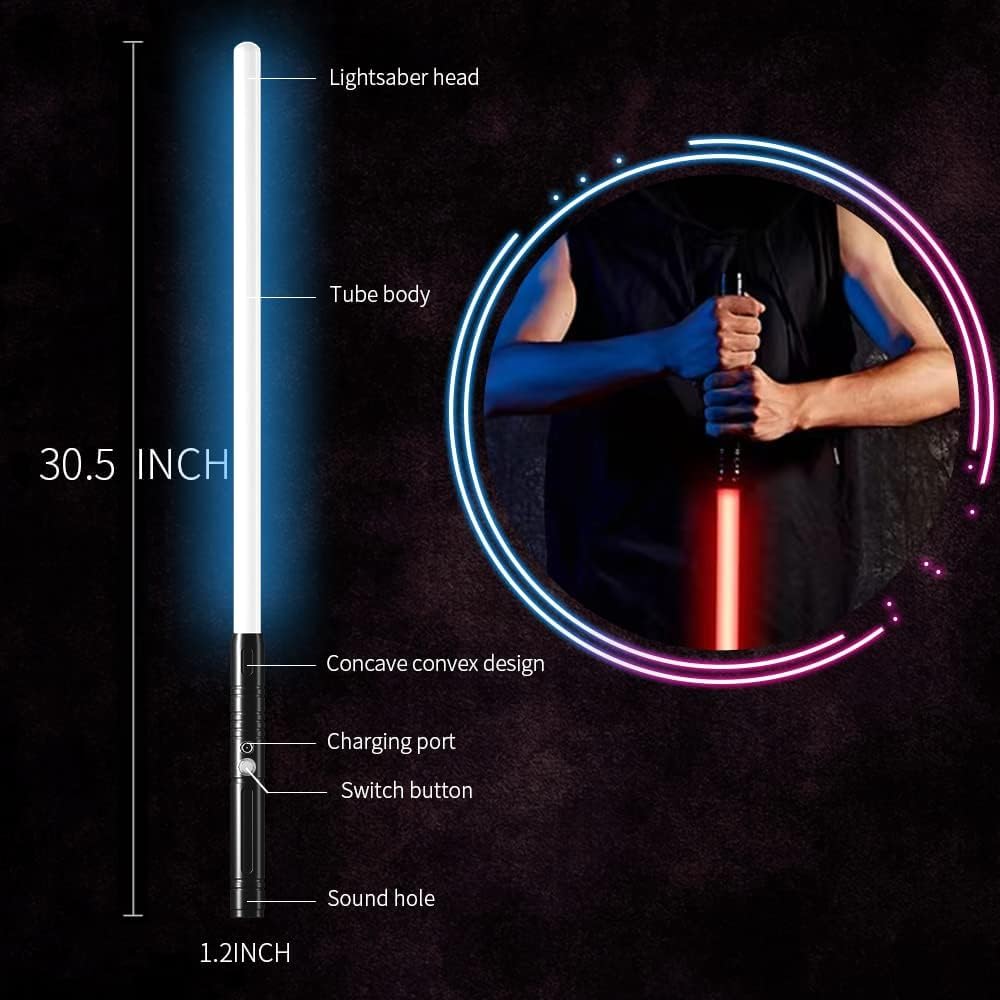 Lightsaber head
Tube body
30.5 INCH
Concave convex design
Charging port
Switch button
Sound hole
1.2INCH